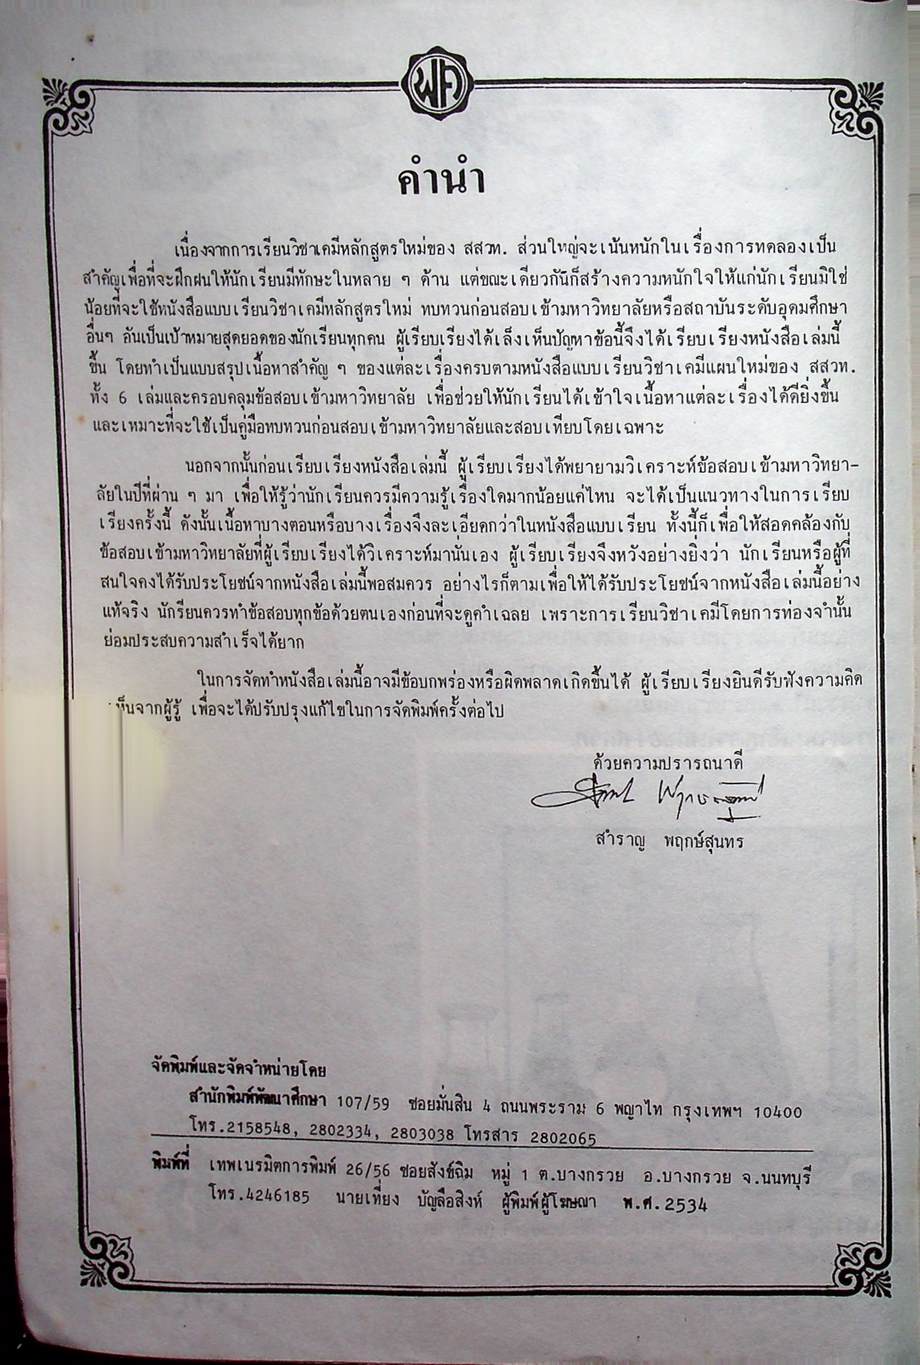 พศ
คำนำ
เนื่องจากการเรียนวิชาเคมีหลักสูตรใหม่ของ สสวท. ส่วนใหญ่จะเน้นหนักในเรื่องการทดลองเป็น
สำคัญเพื่อที่จะฝึกฝนให้นักเรียนมีทักษะในหลาย ๆ ด้าน แต่ขณะเดียวกันก็สร้างความหนักใจให้แก่นักเรียนมิใช่
น้อยที่จะใช้หนังสือแบบเรียนวิชาเคมีหลักสูตรใหม่ ทบทวนก่อนสอบเข้ามหาวิทยาลัยหรือสถาบันระดับอุดมศึกษา
อื่นๆ อันเป็นเป้าหมายสุดยอดของนักเรียนทุกคน ผู้เรียบเรียงได้เล็งเห็นปัญหาข้อนี้จึงได้เรียบเรียงหนังสือเล่มนี้
ขึ้น โดยทำเป็นแบบสรุปเนื้อหาสำคัญ ๆ ของแต่ละเรื่องครบตามหนังสือแบบเรียนวิชาเคมีแผนใหม่ของ สสวท.
ทั้ง 6 เล่มและครอบคลุมข้อสอบเข้ามหาวิทยาลัย เพื่อช่วยให้นักเรียนได้เข้าใจเนื้อหาแต่ละเรื่องได้ดียิ่งขึ้น
และเหมาะที่จะใช้เป็นคู่มือทบทวนก่อนสอบเข้ามหาวิทยาลัยและสอบเทียบโดยเฉพาะ
นอกจากนั้นก่อนเรียบเรียงหนังสือเล่มนี้ ผู้เรียบเรียงได้พยายามวิเคราะห์ข้อสอบเข้ามหาวิทยา-
ลัยในปีที่ผ่าน ๆ มา เพื่อให้รู้ว่านักเรียนควรมีความรู้เรื่องใดมากน้อยแค่ไหน จะได้เป็นแนวทางในการเรียบ
เรียงครั้งนี้ ดังนั้นเนื้อหาบางตอนหรือบางเรื่องจึงละเอียดกว่าในหนังสือแบบเรียน ทั้งนี้ก็เพื่อให้สอดคล้องกับ
ข้อสอบเข้ามหาวิทยาลัยที่ผู้เรียบเรียงได้วิเคราะห์มานั่นเอง ผู้เรียบเรียงจึงหวังอย่างยิ่งว่า นักเรียนหรือผู้ที่
สนใจคงได้รับประโยชน์จากหนังสือเล่มนี้พอสมควร อย่างไรก็ตามเพื่อให้ได้รับประโยชน์จากหนังสือเล่มนี้อย่าง
แท้จริง นักรียนควรทำข้อสอบทุกข้อด้วยตนเองก่อนที่จะดูคำเฉลย เพราะการเรียนวิชาเคมีโดยการท่องจำนั้น
ย่อมประสบความสำเร็จได้ยาก
ในการจัดทำหนังสือเล่มนี้อาจมีข้อบกพร่องหรือผิดพลาดเกิดขึ้นได้ ผู้เรียบเรียงยินดีรับฟังความคิด
เห็นจากผู้รู้ เพื่อจะได้ปรับปรุงแก้ไขในการจัดพิมพ์ครั้งต่อไป
ด้วยความปรารถนาดี
สำราญ พฤกษ์สุนทร
จัดพิมพ์และจัดจำหน่ายโดย
สำนักพิมพ์พัฒนาศึกษา 107/59 ซอยมั่นสิน 4 ถนนพระราม 6 พญาไท กรุงเทพฯ 10400
โทร.2158548, 2802334, 2803038 โทรสาร 2802065
พิมพ์ที่ เทพเนรมิตการพิมพ์ 26/56 ซอยสังข์ฉิม หมู่ 1 ต.บางกรวย อ.บางกรวย จ.นนทบุรี
โทร.4246185 นายเที่ยง บัญลือสิงห์ ผู้พิมพ์ผู้โฆษณา พ.ศ.2534